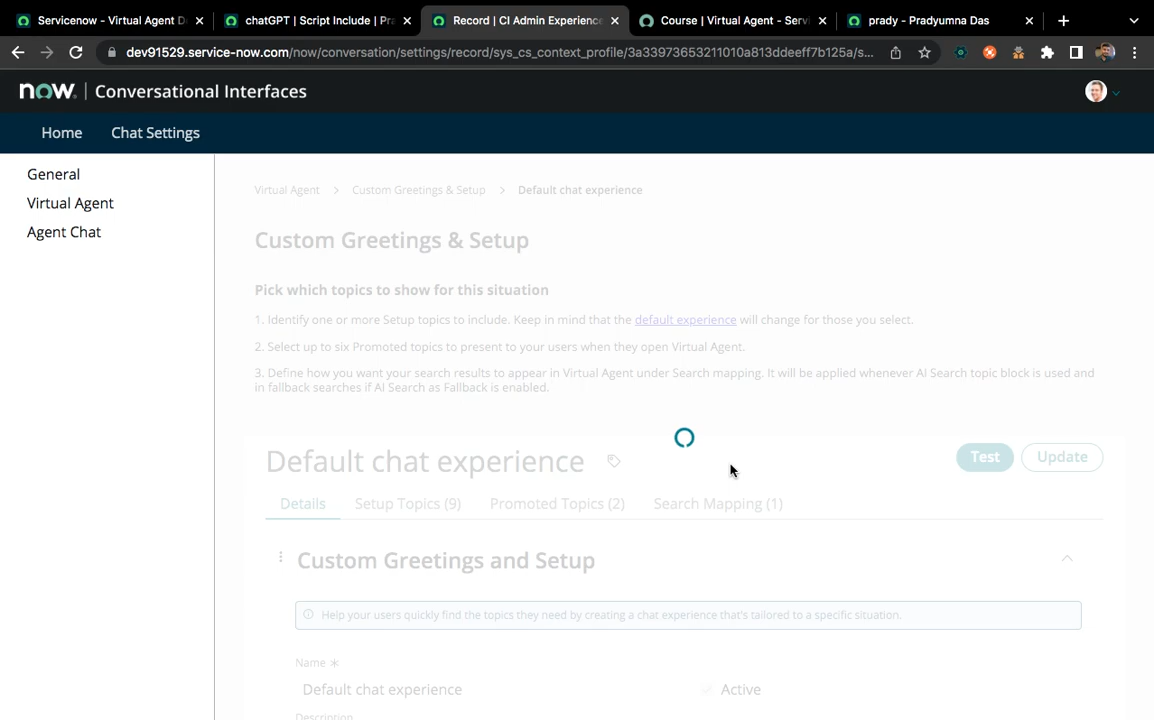 Servicenow - Virtual Agent D
chatGPT | Script Include | Pra
Record | CI Admin Experience
Course | Virtual Agent - Servi
prady - Pradyumna Das
dev91529.service-now.com/now/conversation/settings/record/sys_cs_context_profile/3a33973653211010a813ddeeff7b125a/s...
now. | Conversational Interfaces
Home
Chat Settings
General
Virtual Agent
Agent Chat
Virtual Agent > Custom Greetings & Setup > Default chat experience
Custom Greetings & Setup
Pick which topics to show for this situation
1. Identify one or more Setup topics to include. Keep in mind that the default experience will change for those you select.
2. Select up to six Promoted topics to present to your users when they open Virtual Agent.
3. Define how you want your search results to appear in Virtual Agent under Search mapping. It will be applied whenever AI Search topic block is used and
in fallback searches if AI Search as Fallback is enabled.
Default chat experience
Test
Update
Details
Setup Topics (9)
Promoted Topics (2)
Search Mapping (1)
Custom Greetings and Setup
Help your users quickly find the topics they need by creating a chat experience that's tailored to a specific situation.
Name *
Default chat experience
Active
Description